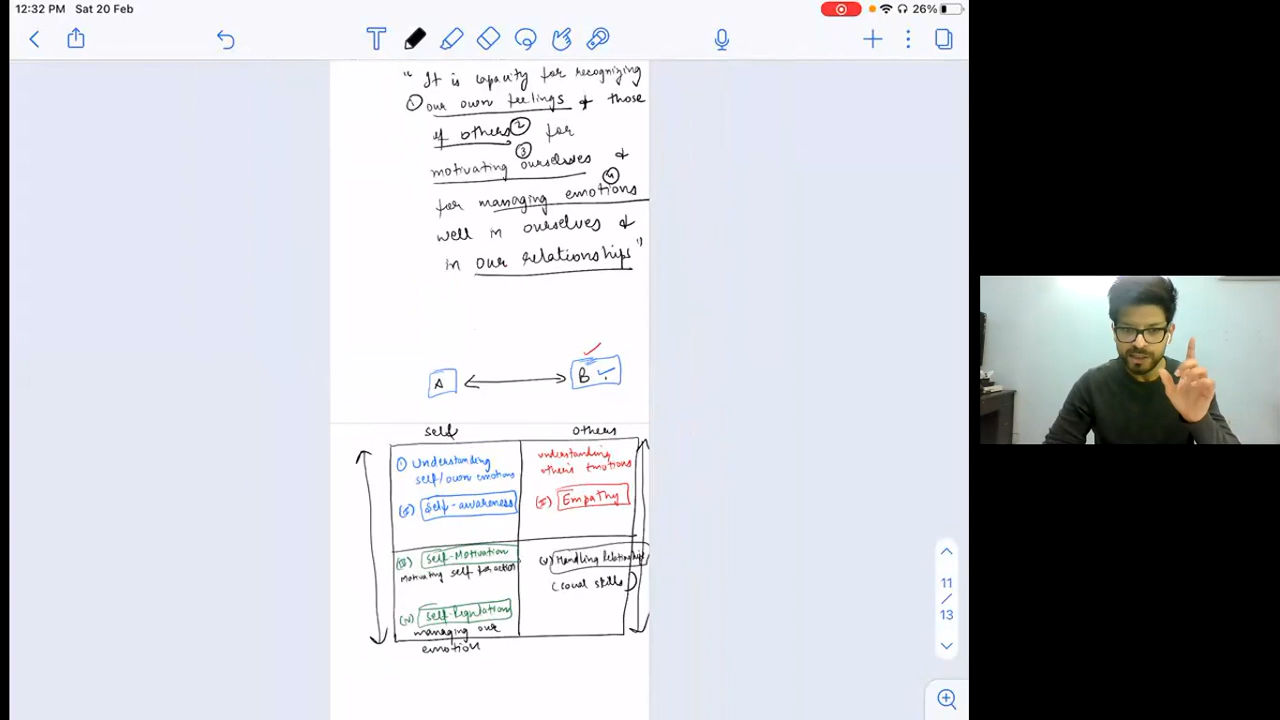 12:32 PM Sat 20 Feb
26%
T
"It is capacity for recognizing
① our own feelings & those
of others ② for
③
motivating ourselves &
④
for managing emotions
well in ourselves &
in our relationships"
A
B
self
others
① Understanding
self/own emotions
(I) Self-awareness
understanding
other's Emotions
(II) Empathy
(III) Self-Motivation
Motivating self for action
(IV) Self-Regulation
managing our
emotion
(V) Handling Relationships
(social skills)
11
/
13